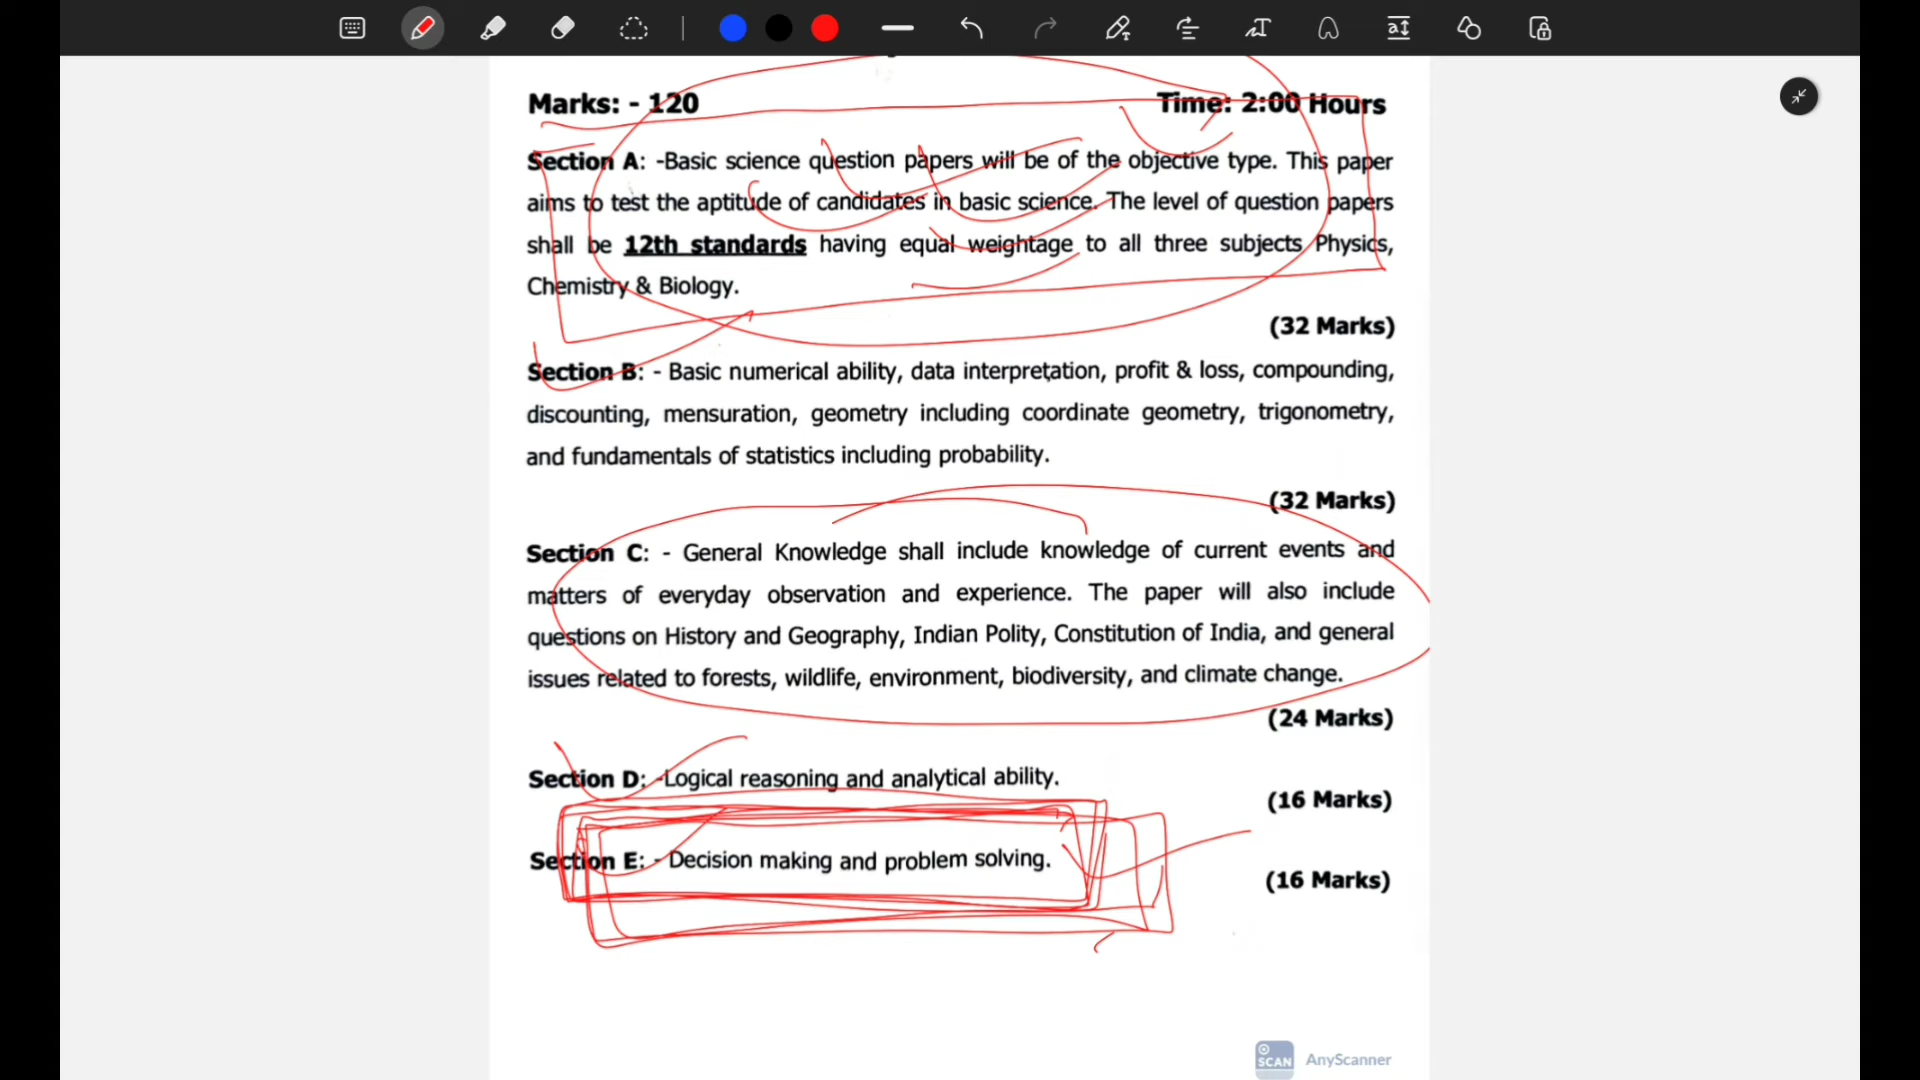 Marks: - 120
Time: 2:00 Hours
Section A: -Basic science question papers will be of the objective type. This paper
aims to test the aptitude of candidates in basic science. The level of question papers
shall be 12th standards having equal weightage to all three subjects Physics,
Chemistry & Biology.
(32 Marks)
Section B: - Basic numerical ability, data interpretation, profit & loss, compounding,
discounting, mensuration, geometry including coordinate geometry, trigonometry,
and fundamentals of statistics including probability.
(32 Marks)
Section C: - General Knowledge shall include knowledge of current events and
matters of everyday observation and experience. The paper will also include
questions on History and Geography, Indian Polity, Constitution of India, and general
issues related to forests, wildlife, environment, biodiversity, and climate change.
(24 Marks)
Section D: -Logical reasoning and analytical ability.
(16 Marks)
Section E: - Decision making and problem solving.
(16 Marks)
SCAN AnyScanner